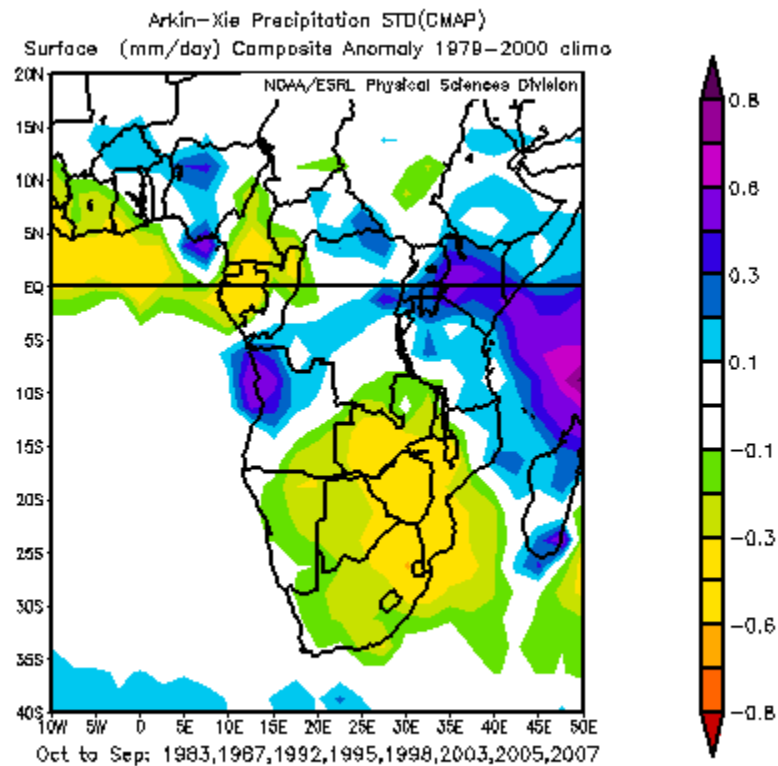 Arkin-Xie Precipitation STD(CMAP)
Surface (mm/day) Composite Anomaly 1979-2000 climo
NOAA/ESRL Physical Sciences Division
20N
15N
10N
5N
EQ
5S
10S
15S
20S
25S
30S
35S
40S
10W 5W 0 5E 10E 15E 20E 25E 30E 35E 40E 45E 50E
0.8
0.6
0.3
0.1
-0.1
-0.3
-0.6
-0.8
Oct to Sep: 1983,1987,1992,1995,1998,2003,2005,2007